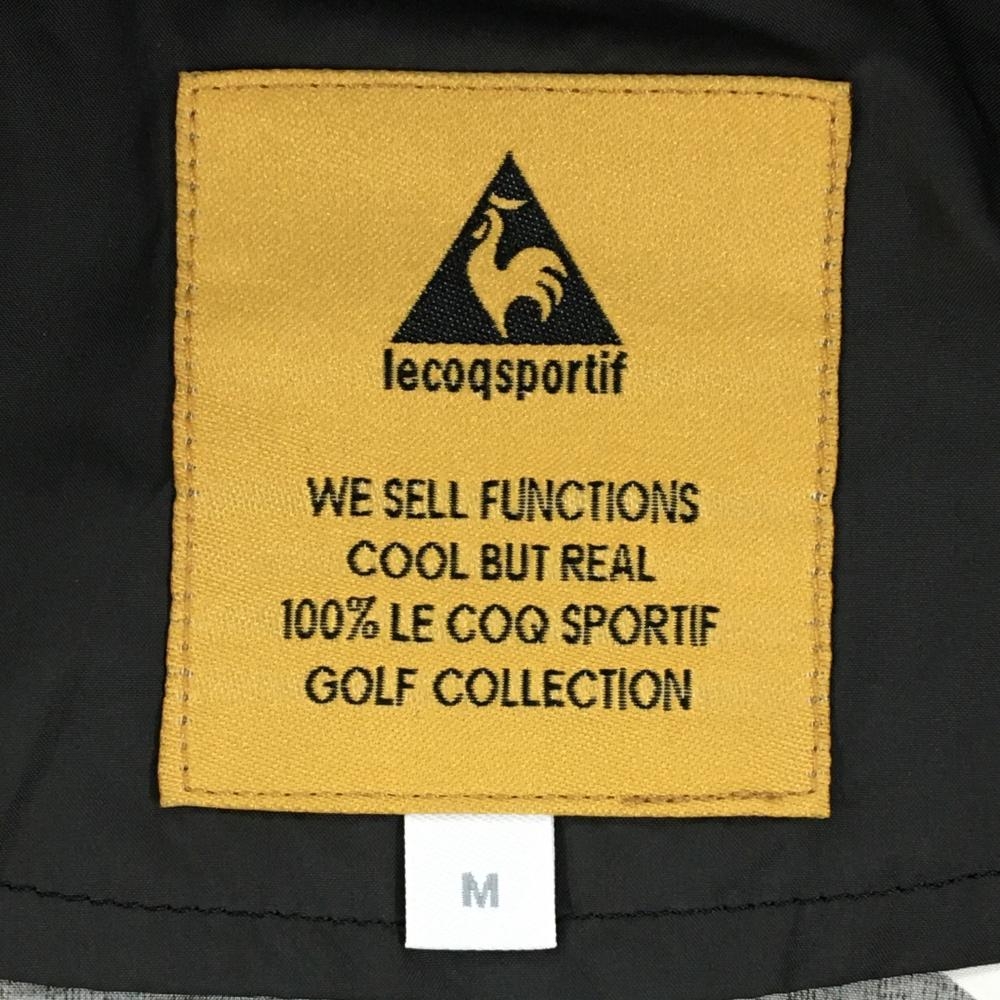 lecoqsportif
WE SELL FUNCTIONS
COOL BUT REAL
100% LE COQ SPORTIF
GOLF COLLECTION
M